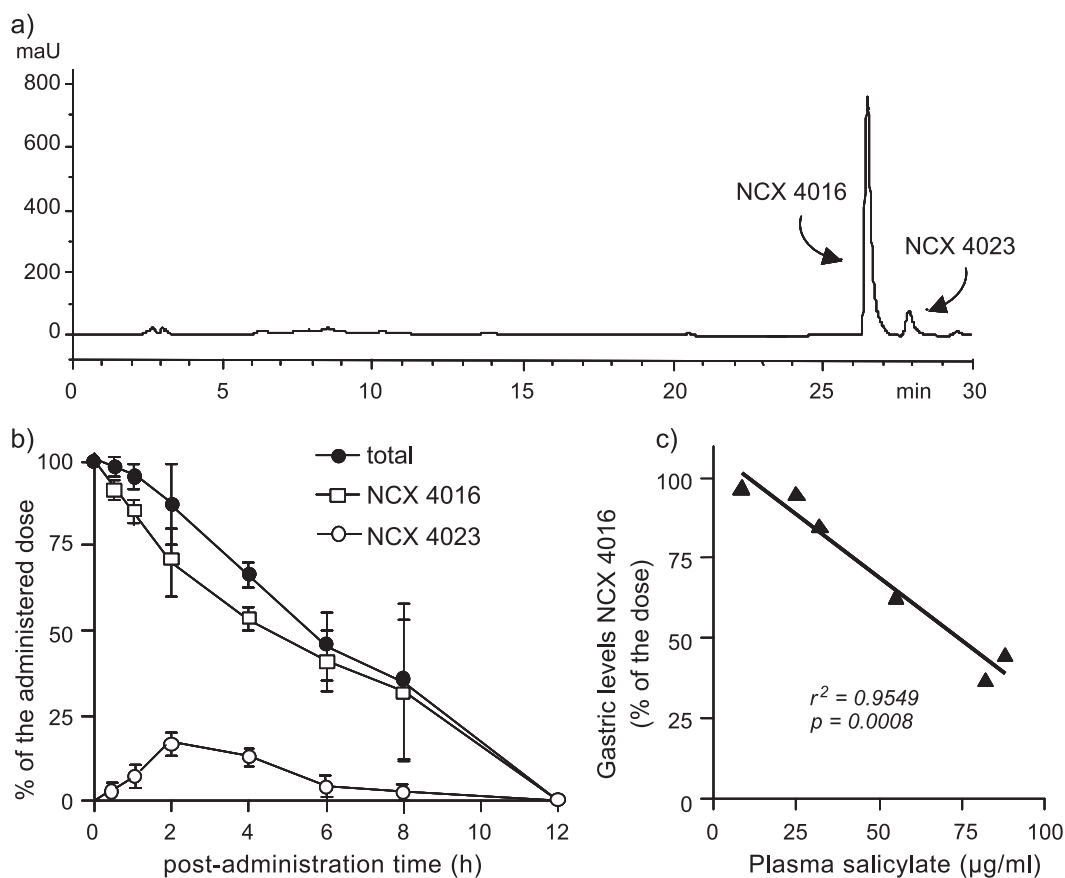 a)
maU
800
600
400
200
0
NCX 4016
NCX 4023
0 5 10 15 20 25 min 30
b)
100
75
50
25
0
% of the administered dose
total
NCX 4016
NCX 4023
0 2 4 6 8 10 12
post-administration time (h)
c)
100
75
50
25
0
Gastric levels NCX 4016
(% of the dose)
r² = 0.9549
p = 0.0008
0 25 50 75 100
Plasma salicylate (µg/ml)